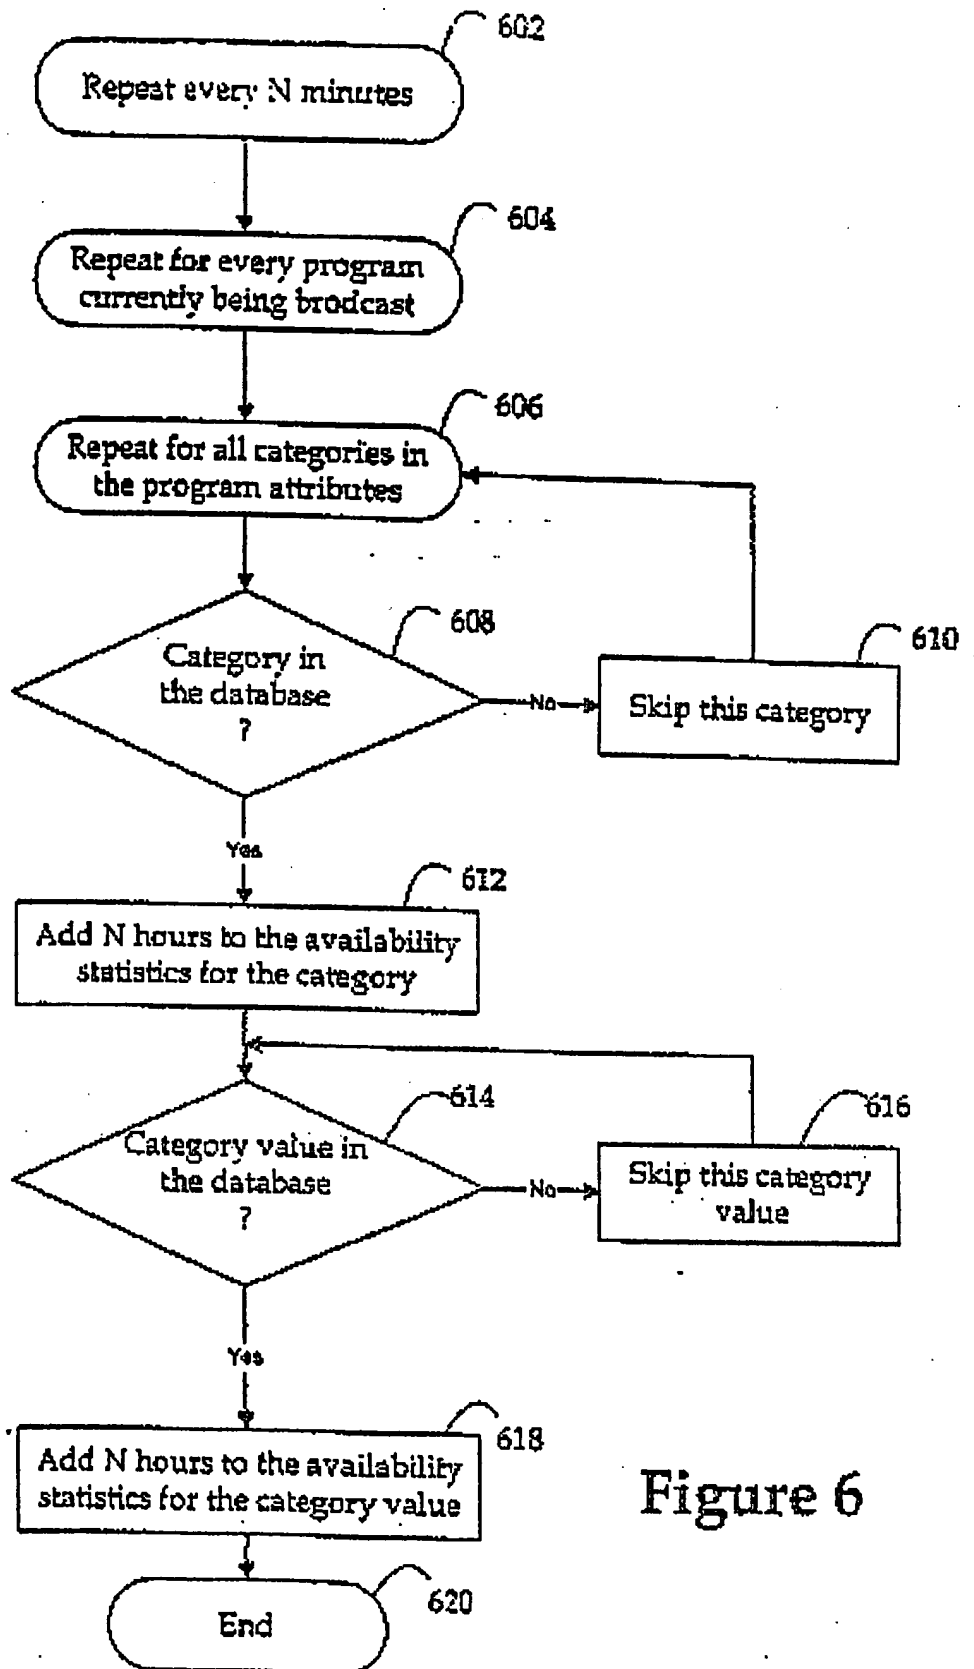 602
Repeat every N minutes
604
Repeat for every program
currently being brodcast
606
Repeat for all categories in
the program attributes
608
Category in
the database
?
No
610
Skip this category
Yes
612
Add N hours to the availability
statistics for the category
614
Category value in
the database
?
No
616
Skip this category
value
Yes
618
Add N hours to the availability
statistics for the category value
Figure 6
620
End